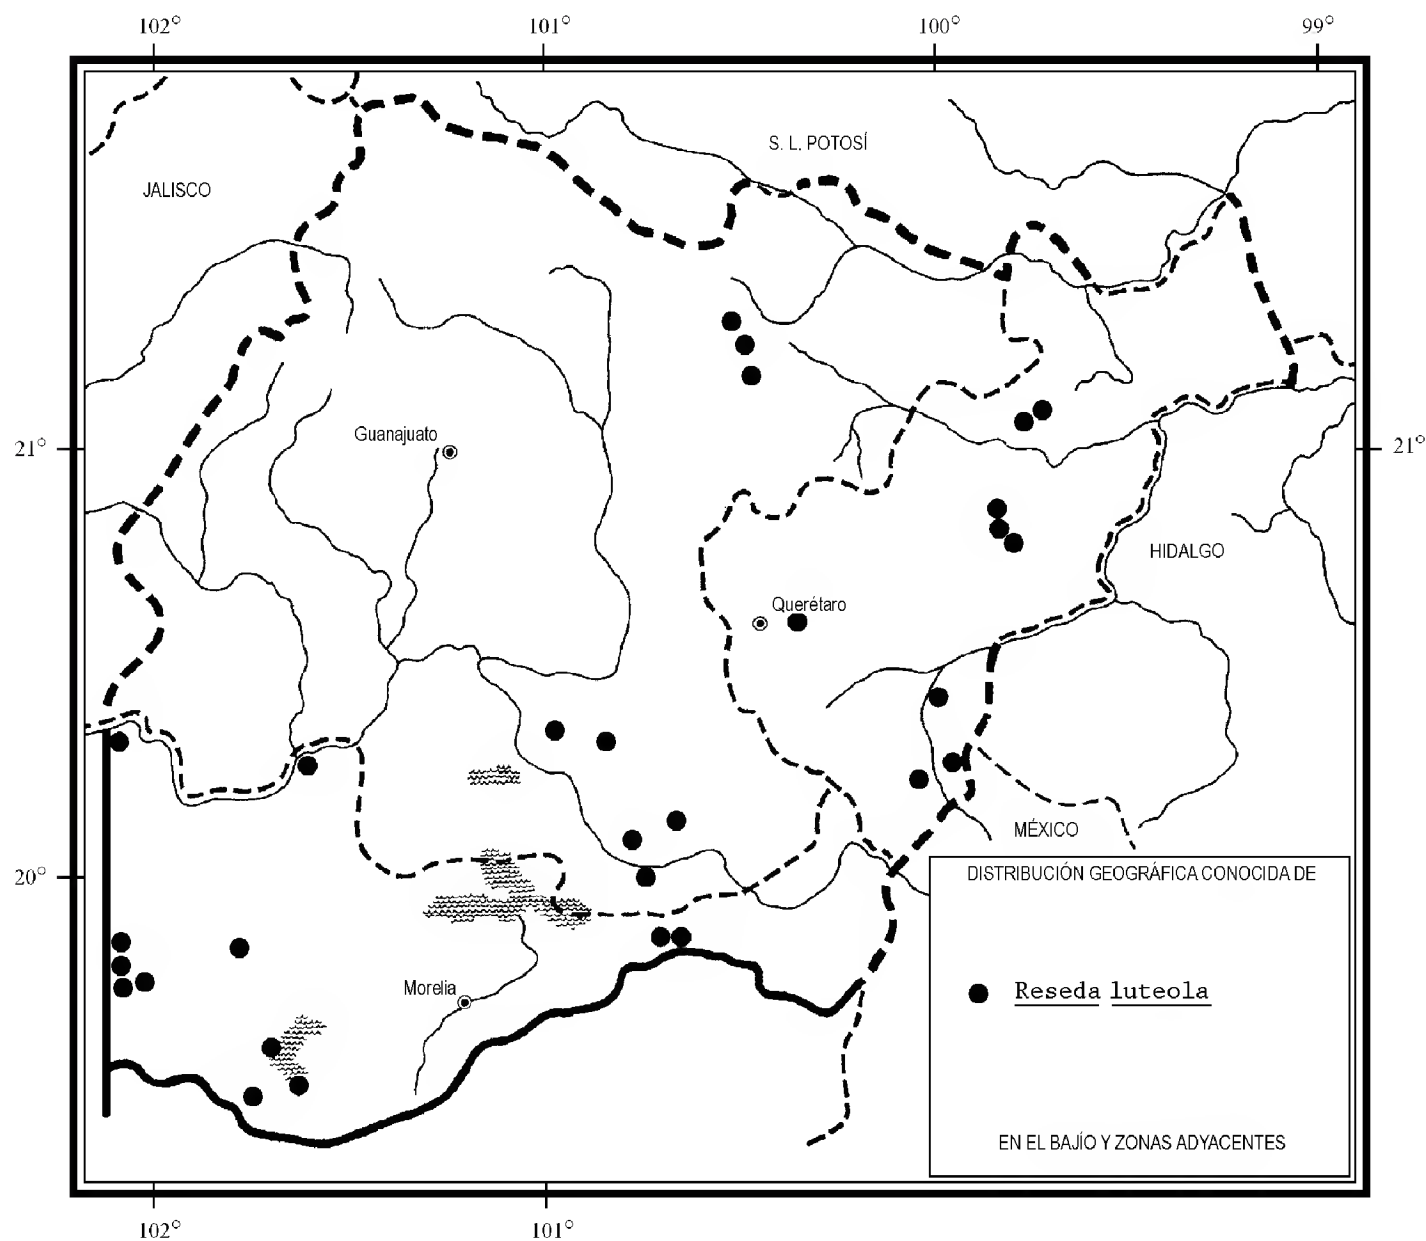 102° 101° 100° 99°
S. L. POTOSÍ
JALISCO
Guanajuato
21° 21°
HIDALGO
Querétaro
MÉXICO
20°
DISTRIBUCIÓN GEOGRÁFICA CONOCIDA DE
Morelia
Reseda luteola
EN EL BAJÍO Y ZONAS ADYACENTES
102° 101°